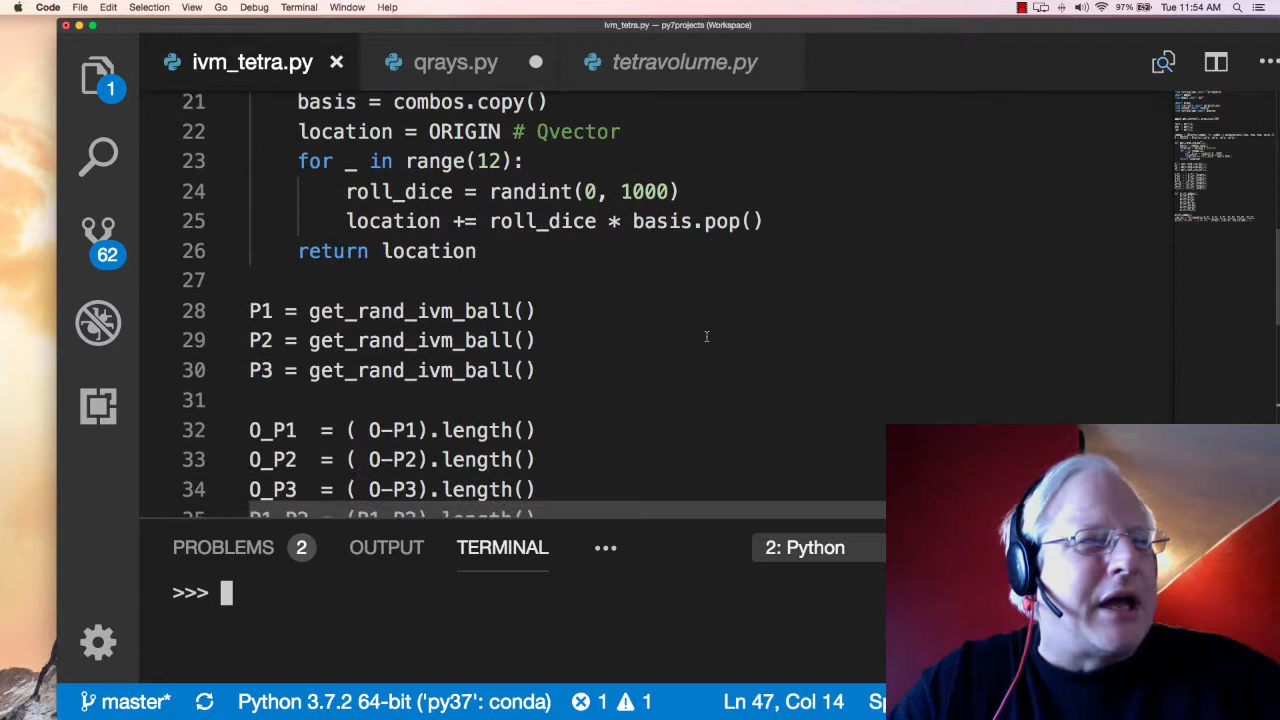 Code File Edit Selection View Go Debug Terminal Window Help 97% Tue 11:54 AM
ivm_tetra.py — py7projects (Workspace)
ivm_tetra.py qrays.py tetravolume.py
1
62
21 basis = combos.copy()
22 location = ORIGIN # Qvector
23 for _ in range(12):
24 roll_dice = randint(0, 1000)
25 location += roll_dice * basis.pop()
26 return location
27
28 P1 = get_rand_ivm_ball()
29 P2 = get_rand_ivm_ball()
30 P3 = get_rand_ivm_ball()
31
32 O_P1 = ( O-P1).length()
33 O_P2 = ( O-P2).length()
34 O_P3 = ( O-P3).length()
PROBLEMS 2 OUTPUT TERMINAL ••• 2: Python
>>>
master* Python 3.7.2 64-bit ('py37': conda) 1 1 Ln 47, Col 14